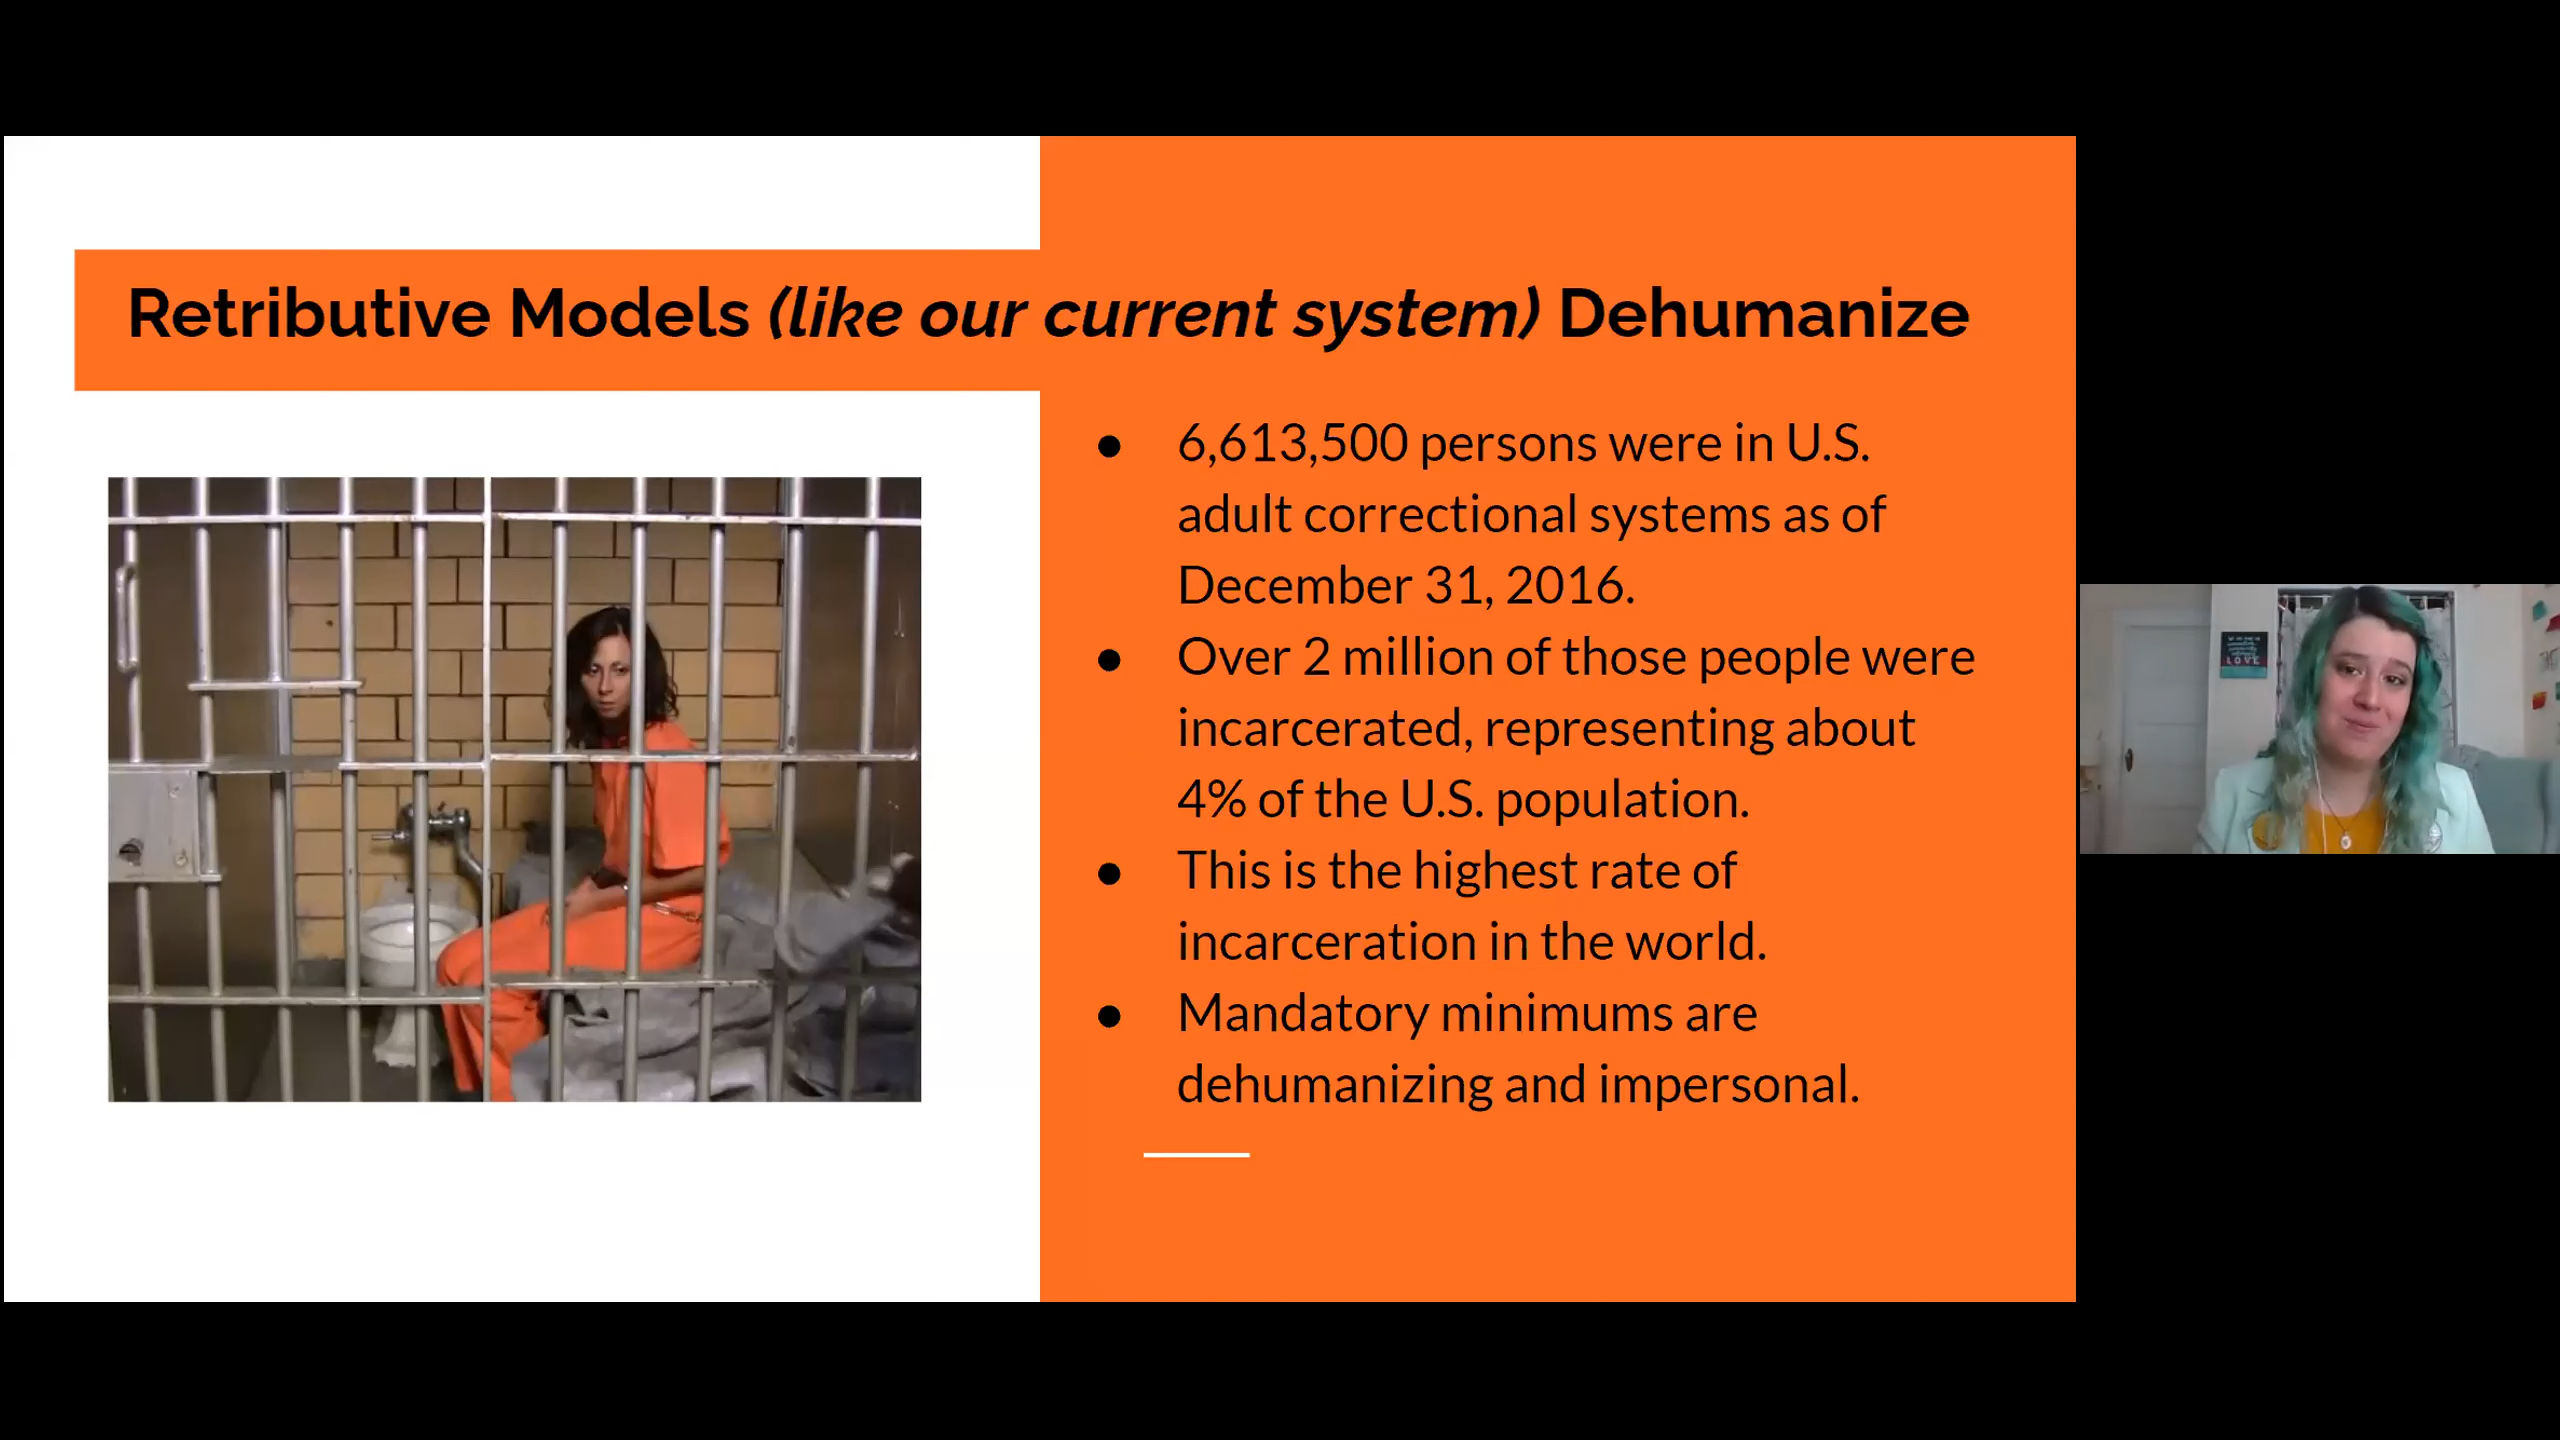 Retributive Models (like our current system) Dehumanize
● 6,613,500 persons were in U.S.
adult correctional systems as of
December 31, 2016.
● Over 2 million of those people were
incarcerated, representing about
4% of the U.S. population.
● This is the highest rate of
incarceration in the world.
● Mandatory minimums are
dehumanizing and impersonal.
LOVE